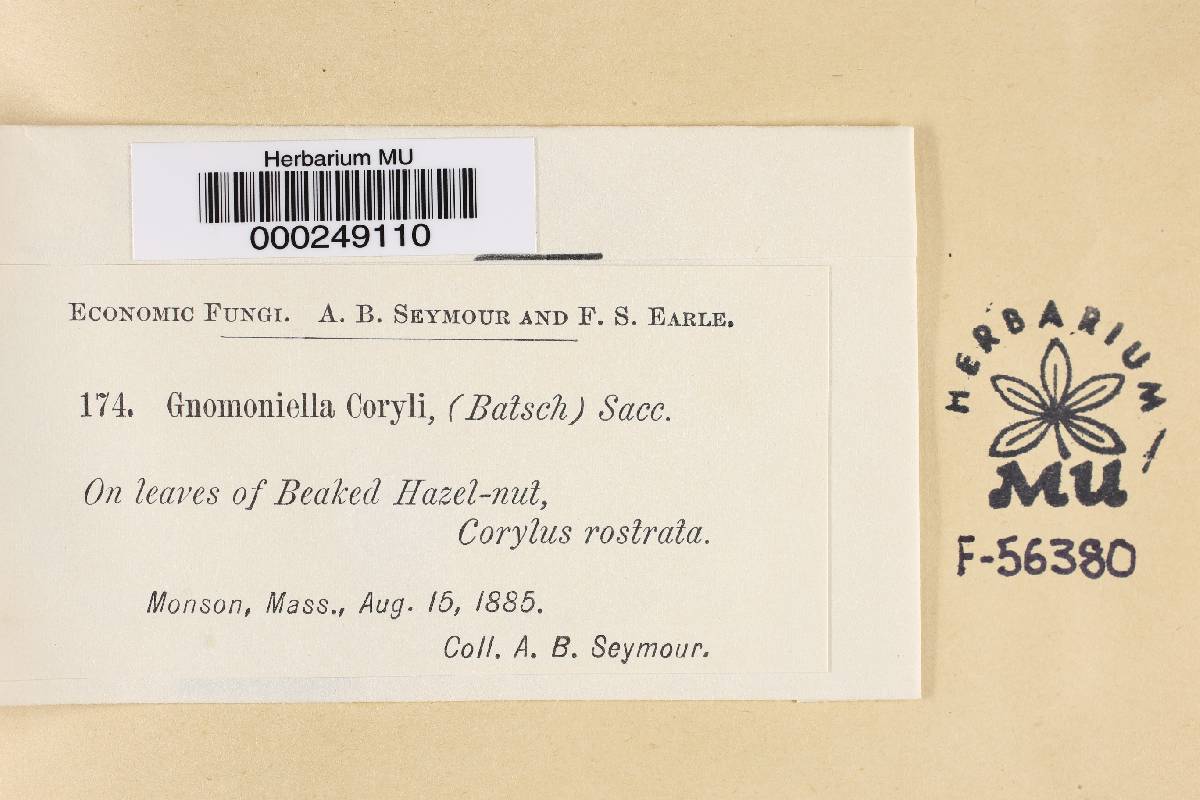 Herbarium MU
000249110
ECONOMIC FUNGI. A. B. SEYMOUR AND F. S. EARLE.
174. Gnomoniella Coryli, (Batsch) Sacc.
On leaves of Beaked Hazel-nut,
Corylus rostrata.
Monson, Mass., Aug. 15, 1885.
Coll. A. B. Seymour.
HERBARIUM
MU
F-56380